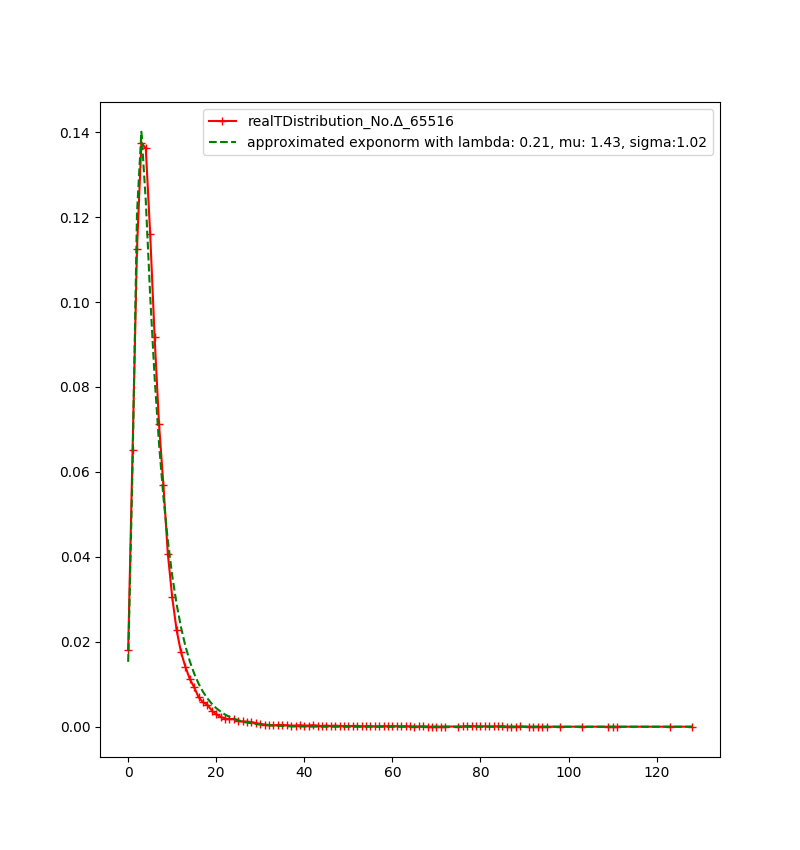 realTDistribution_No.Δ_65516
approximated exponorm with lambda: 0.21, mu: 1.43, sigma:1.02
0.14
0.12
0.10
0.08
0.06
0.04
0.02
0.00
0 20 40 60 80 100 120